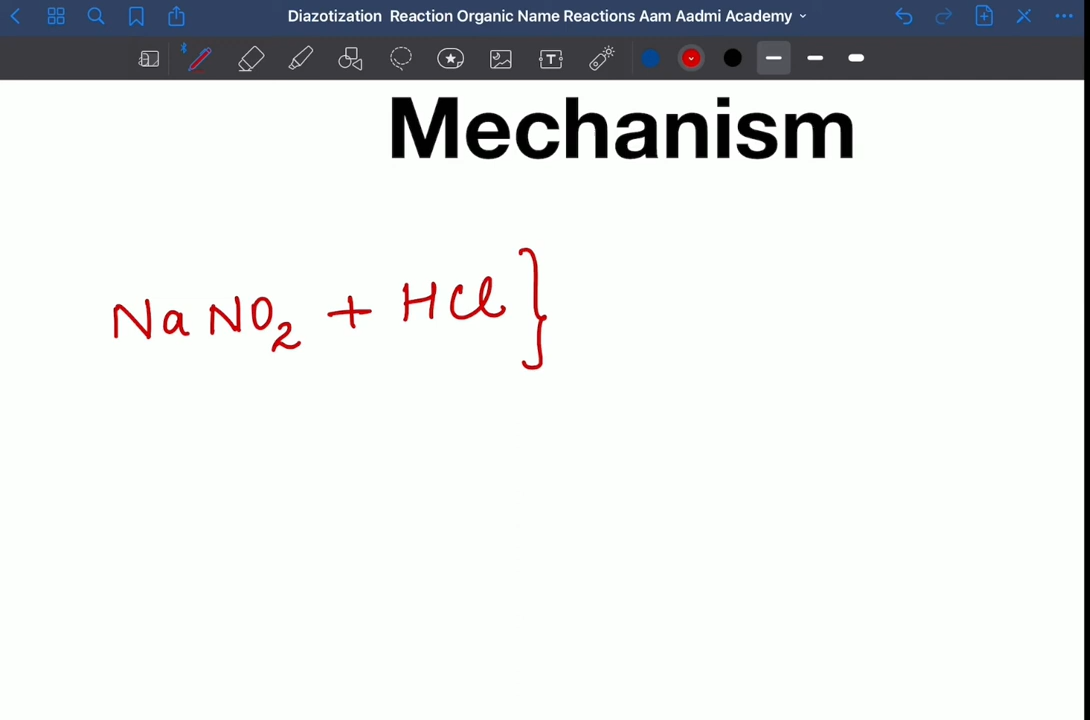 Diazotization Reaction Organic Name Reactions Aam Aadmi Academy
Mechanism
NaNO₂ + HCl }